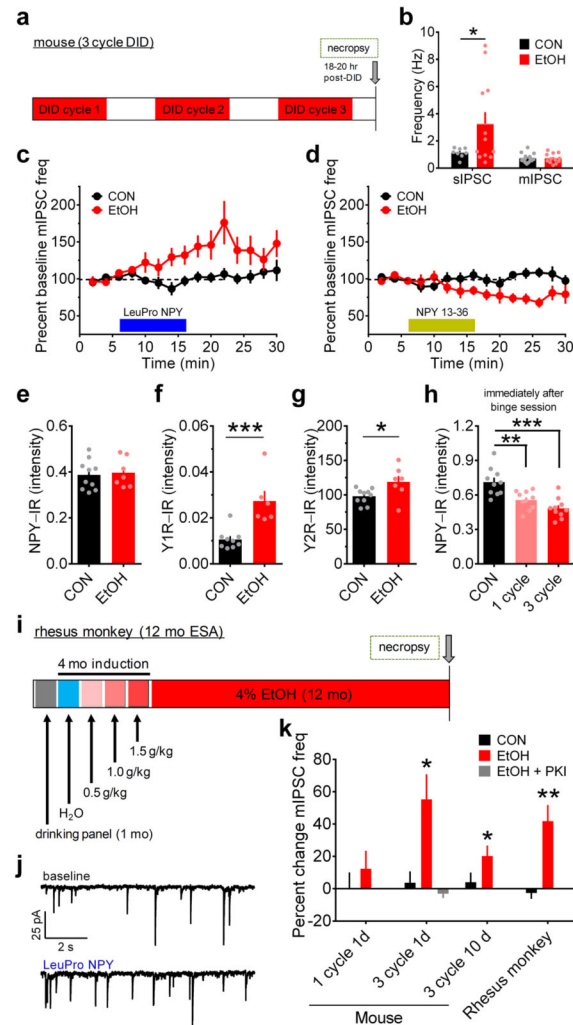 a
mouse (3 cycle DID)
necropsy
18-20 hr
post-DID
DID cycle 1
DID cycle 2
DID cycle 3
b
CON
EtOH
Frequency (Hz)
10
8
6
4
2
0
*
sIPSC
mIPSC
c
CON
EtOH
Precent baseline mIPSC freq
200
150
100
50
LeuPro NPY
0 5 10 15 20 25 30
Time (min)
d
CON
EtOH
Precent baseline mIPSC freq
200
150
100
50
NPY 13-36
0 5 10 15 20 25 30
Time (min)
e
NPY–IR (intensity)
0.6
0.4
0.2
0.0
CON
EtOH
f
Y1R–IR (intensity)
0.06
0.04
0.02
0.00
***
CON
EtOH
g
Y2R–IR (intensity)
200
150
100
50
0
*
CON
EtOH
h
immediately after
binge session
NPY–IR (intensity)
1.2
0.9
0.6
0.3
0.0
***
**
CON
1 cycle
3 cycle
i
rhesus monkey (12 mo ESA)
necropsy
4 mo induction
4% EtOH (12 mo)
1.5 g/kg
1.0 g/kg
0.5 g/kg
H₂O
drinking panel (1 mo)
j
baseline
25 pA
2 s
LeuPro NPY
k
CON
EtOH
EtOH + PKI
Percent change mIPSC freq
80
60
40
20
0
-20
*
*
**
1 cycle 1d
3 cycle 1d
3 cycle 10 d
Rhesus monkey
Mouse